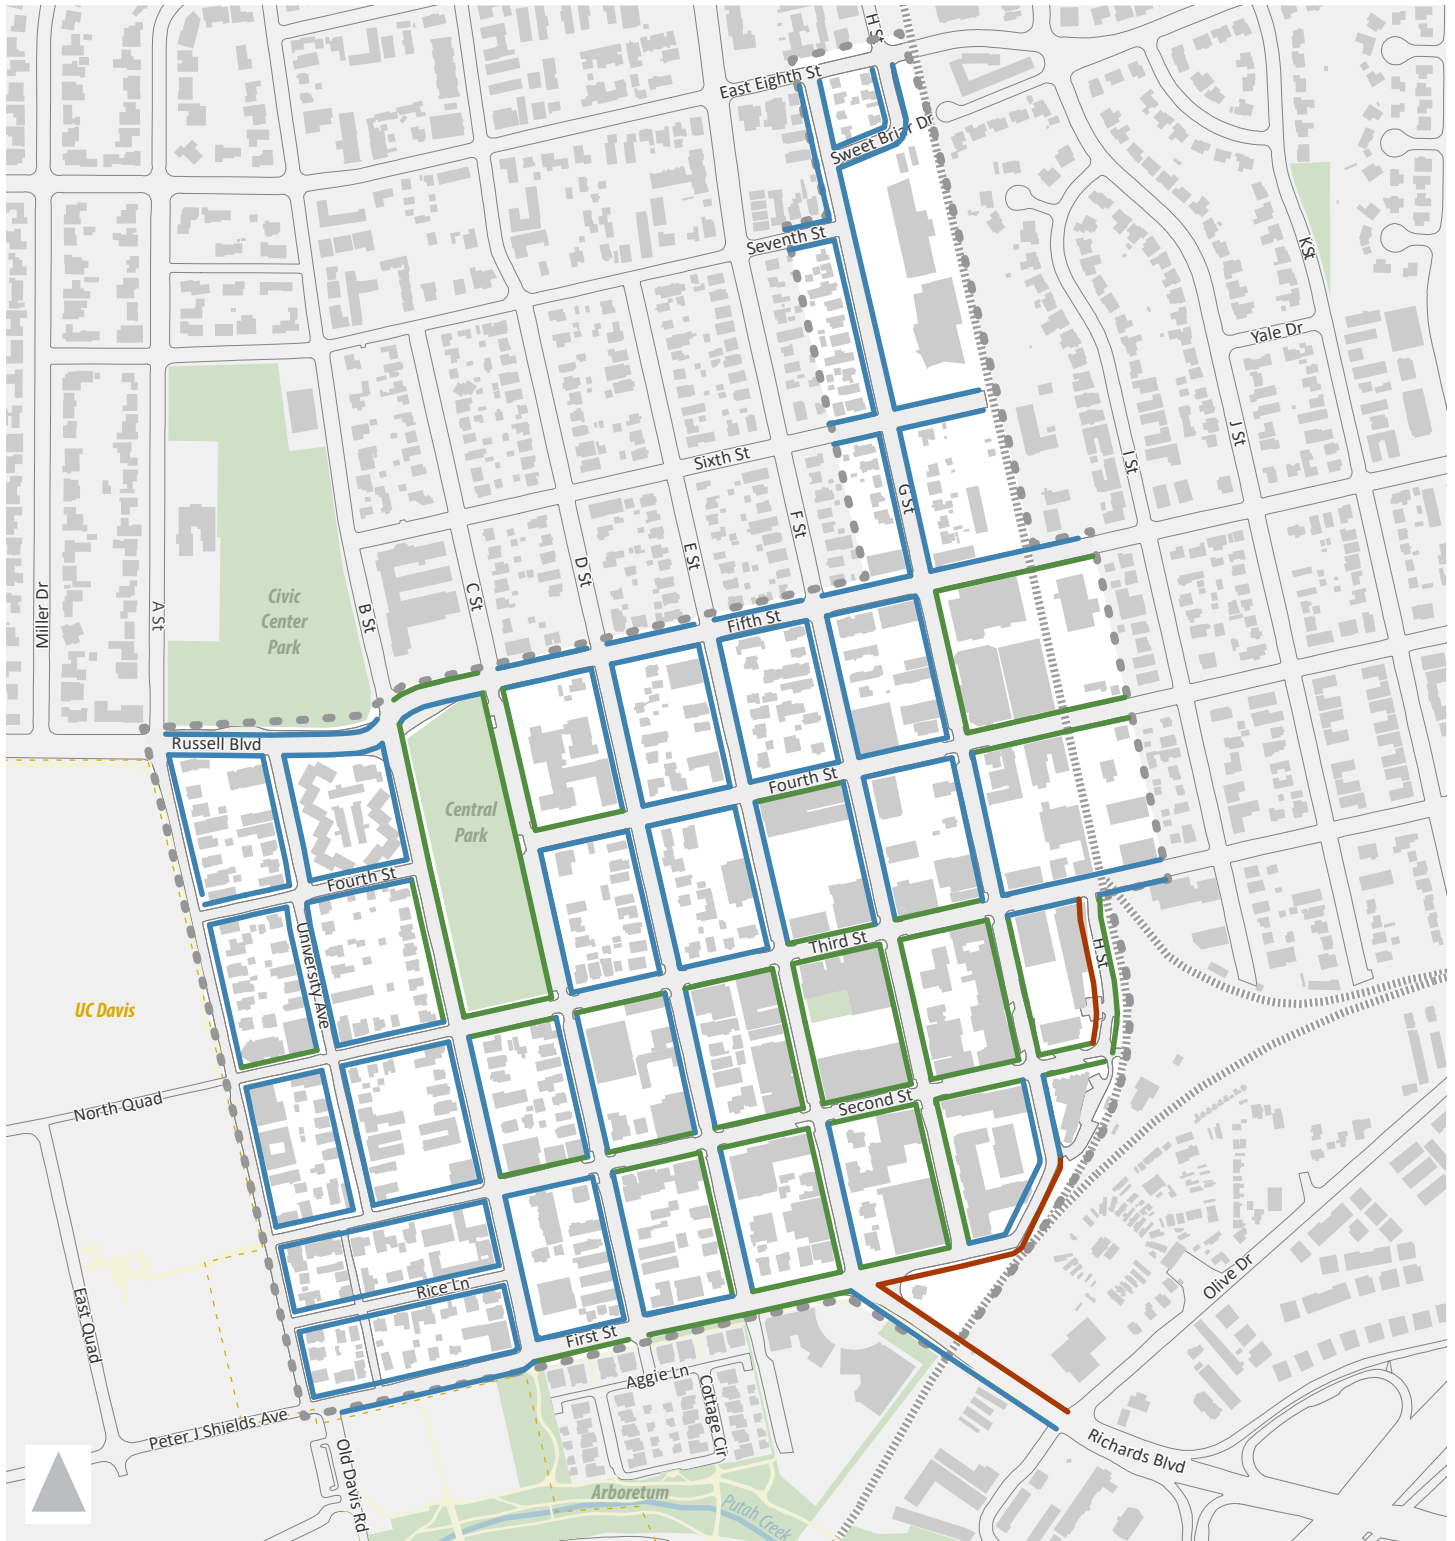 H St
East Eighth St
Sweet Briar Dr
Seventh St
K St
Yale Dr
J St
I St
Sixth St
G St
F St
E St
D St
C St
B St
A St
Miller Dr
Civic
Center
Park
Fifth St
Russell Blvd
Fourth St
Central
Park
Fourth St
Third St
H St
University Ave
UC Davis
North Quad
Second St
East Quad
Rice Ln
First St
Olive Dr
Aggie Ln
Cottage Cir
Peter J Shields Ave
Old Davis Rd
Richards Blvd
Arboretum
Putah Creek